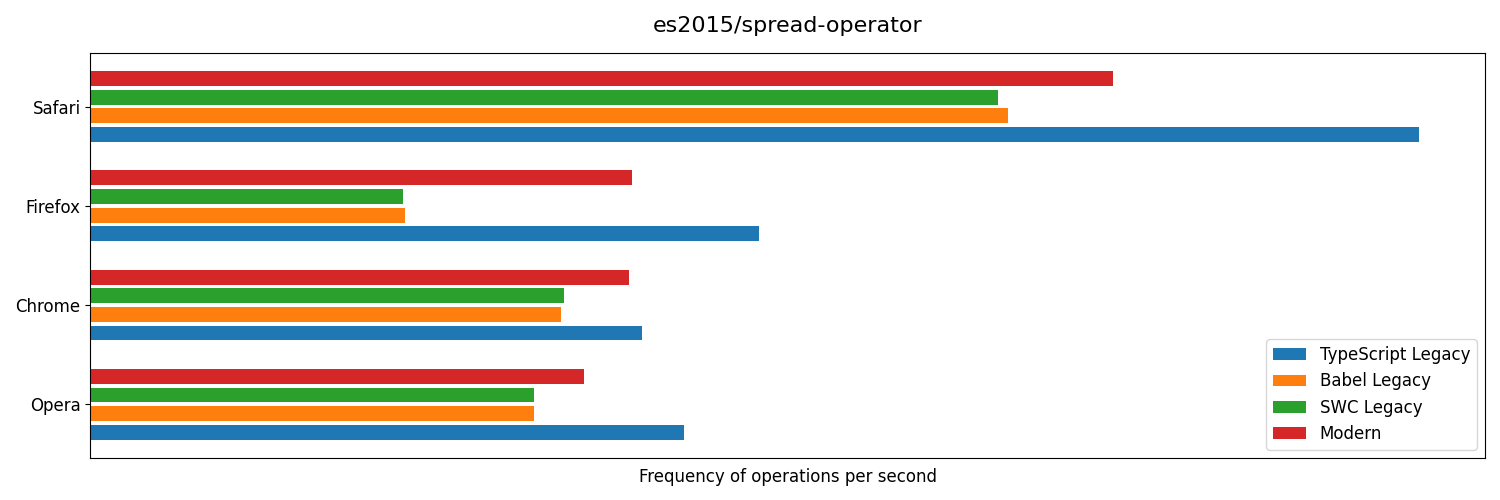 es2015/spread-operator
Safari
Firefox
Chrome
Opera
TypeScript Legacy
Babel Legacy
SWC Legacy
Modern
Frequency of operations per second